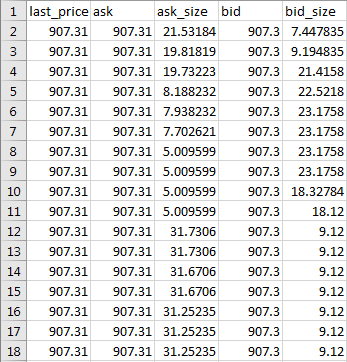 1 last_price ask ask_size bid bid_size
2 907.31 907.31 21.53184 907.3 7.447835
3 907.31 907.31 19.81819 907.3 9.194835
4 907.31 907.31 19.73223 907.3 21.4158
5 907.31 907.31 8.188232 907.3 22.5218
6 907.31 907.31 7.938232 907.3 23.1758
7 907.31 907.31 7.702621 907.3 23.1758
8 907.31 907.31 5.009599 907.3 23.1758
9 907.31 907.31 5.009599 907.3 23.1758
10 907.31 907.31 5.009599 907.3 18.32784
11 907.31 907.31 5.009599 907.3 18.12
12 907.31 907.31 31.7306 907.3 9.12
13 907.31 907.31 31.7306 907.3 9.12
14 907.31 907.31 31.6706 907.3 9.12
15 907.31 907.31 31.6706 907.3 9.12
16 907.31 907.31 31.25235 907.3 9.12
17 907.31 907.31 31.25235 907.3 9.12
18 907.31 907.31 31.25235 907.3 9.12